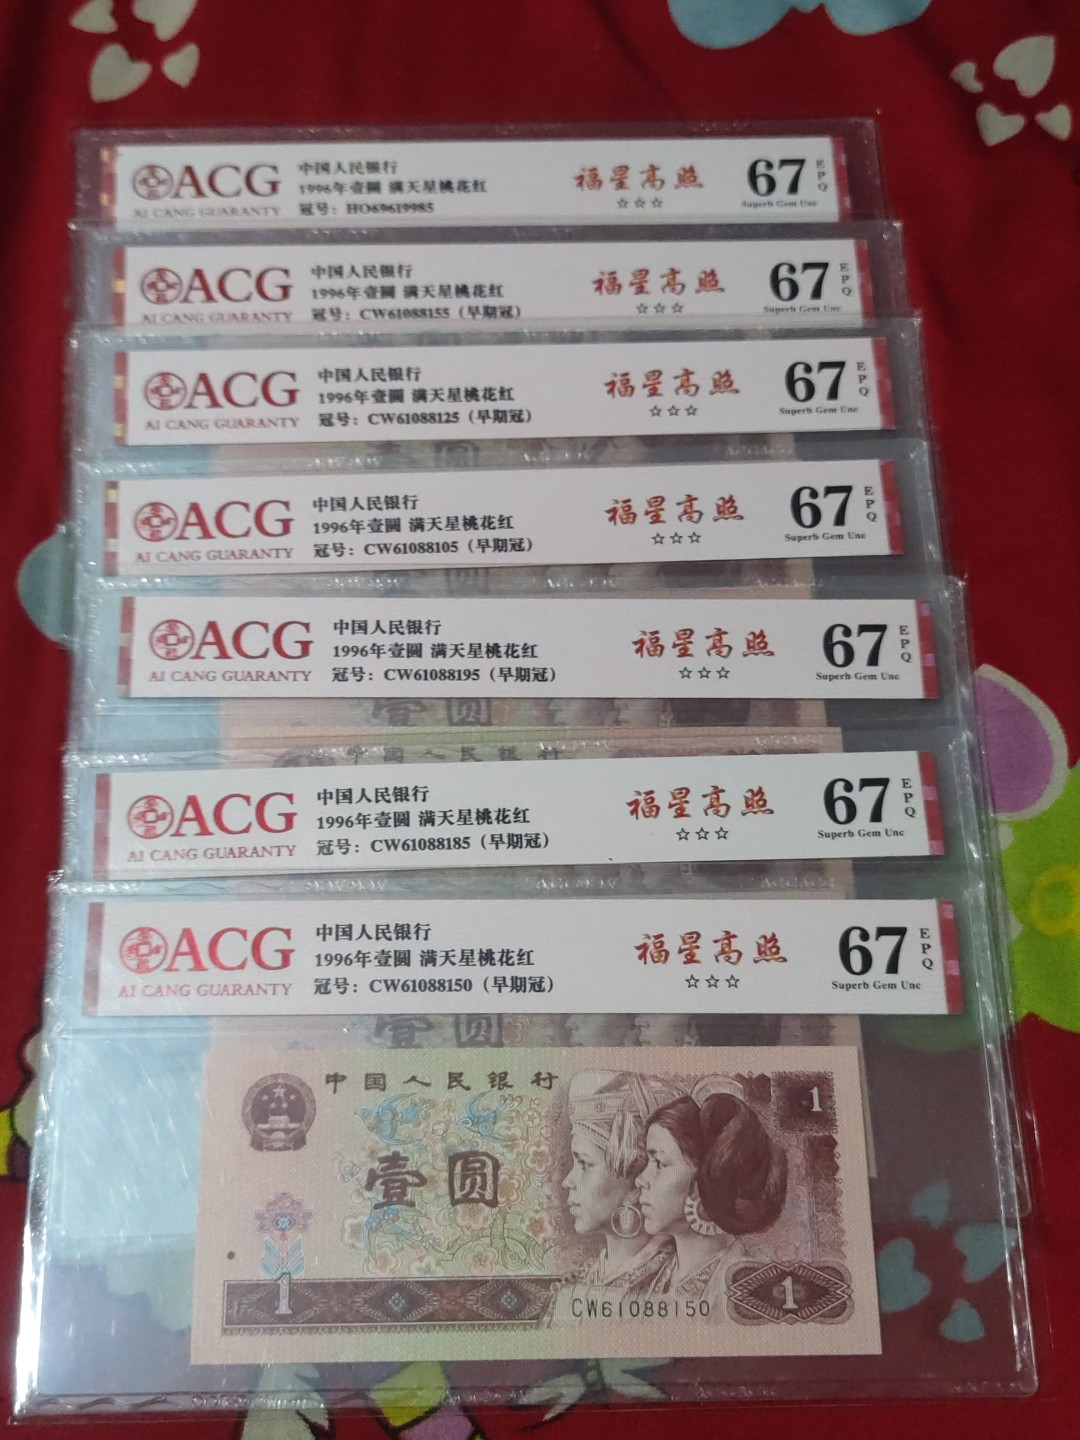 ACG
AI CANG GUARANTY
中国人民银行
1996年壹圆 满天星桃花红
冠号：HO69619985
福星高照
☆☆☆
67
EPQ
Superb Gem Unc
ACG
AI CANG GUARANTY
中国人民银行
1996年壹圆 满天星桃花红
冠号：CW61088155（早期冠）
福星高照
☆☆☆
67
EPQ
Superb Gem Unc
ACG
AI CANG GUARANTY
中国人民银行
1996年壹圆 满天星桃花红
冠号：CW61088125（早期冠）
福星高照
☆☆☆
67
EPQ
Superb Gem Unc
壹圆
ACG
AI CANG GUARANTY
中国人民银行
1996年壹圆 满天星桃花红
冠号：CW61088105（早期冠）
福星高照
☆☆☆
67
EPQ
Superb Gem Unc
ACG
AI CANG GUARANTY
中国人民银行
1996年壹圆 满天星桃花红
冠号：CW61088195（早期冠）
福星高照
☆☆☆
67
EPQ
Superb Gem Unc
壹圆
中国人民银行
ACG
AI CANG GUARANTY
中国人民银行
1996年壹圆 满天星桃花红
冠号：CW61088185（早期冠）
福星高照
☆☆☆
67
EPQ
Superb Gem Unc
ACG
AI CANG GUARANTY
中国人民银行
1996年壹圆 满天星桃花红
冠号：CW61088150（早期冠）
福星高照
☆☆☆
67
EPQ
Superb Gem Unc
壹圆
中国人民银行
1
壹圆
1
CW61088150
1